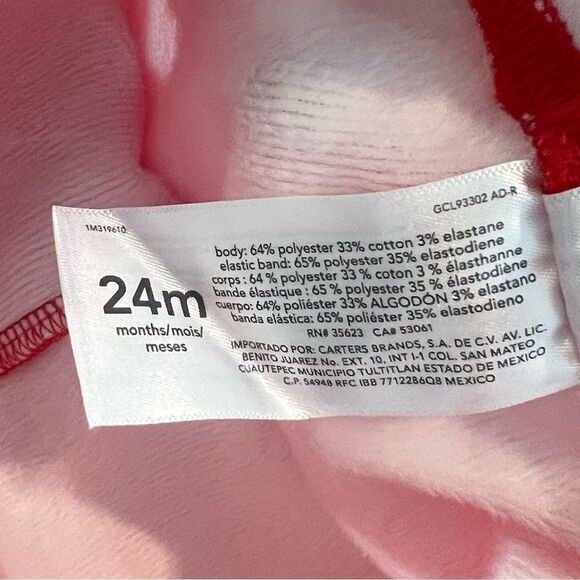 1M319610
GCL93302 AD-R
24m
months/mois/
meses
body: 64% polyester 33% cotton 3% elastane
elastic band: 65% polyester 35% elastodiene
corps : 64 % polyester 33 % coton 3 % élasthanne
bande élastique : 65 % polyester 35 % élastodiène
cuerpo: 64% poliéster 33% ALGODÓN 3% elastano
banda elástica: 65% poliéster 35% elastodieno
RN# 35623 CA# 53061
IMPORTADO POR: CARTERS BRANDS, S.A. DE C.V. AV. LIC.
BENITO JUAREZ No. EXT. 10, INT I-1 COL. SAN MATEO
CUAUTEPEC MUNICIPIO TULTITLAN ESTADO DE MEXICO
C.P. 54948 RFC IBB 7712286Q8 MEXICO